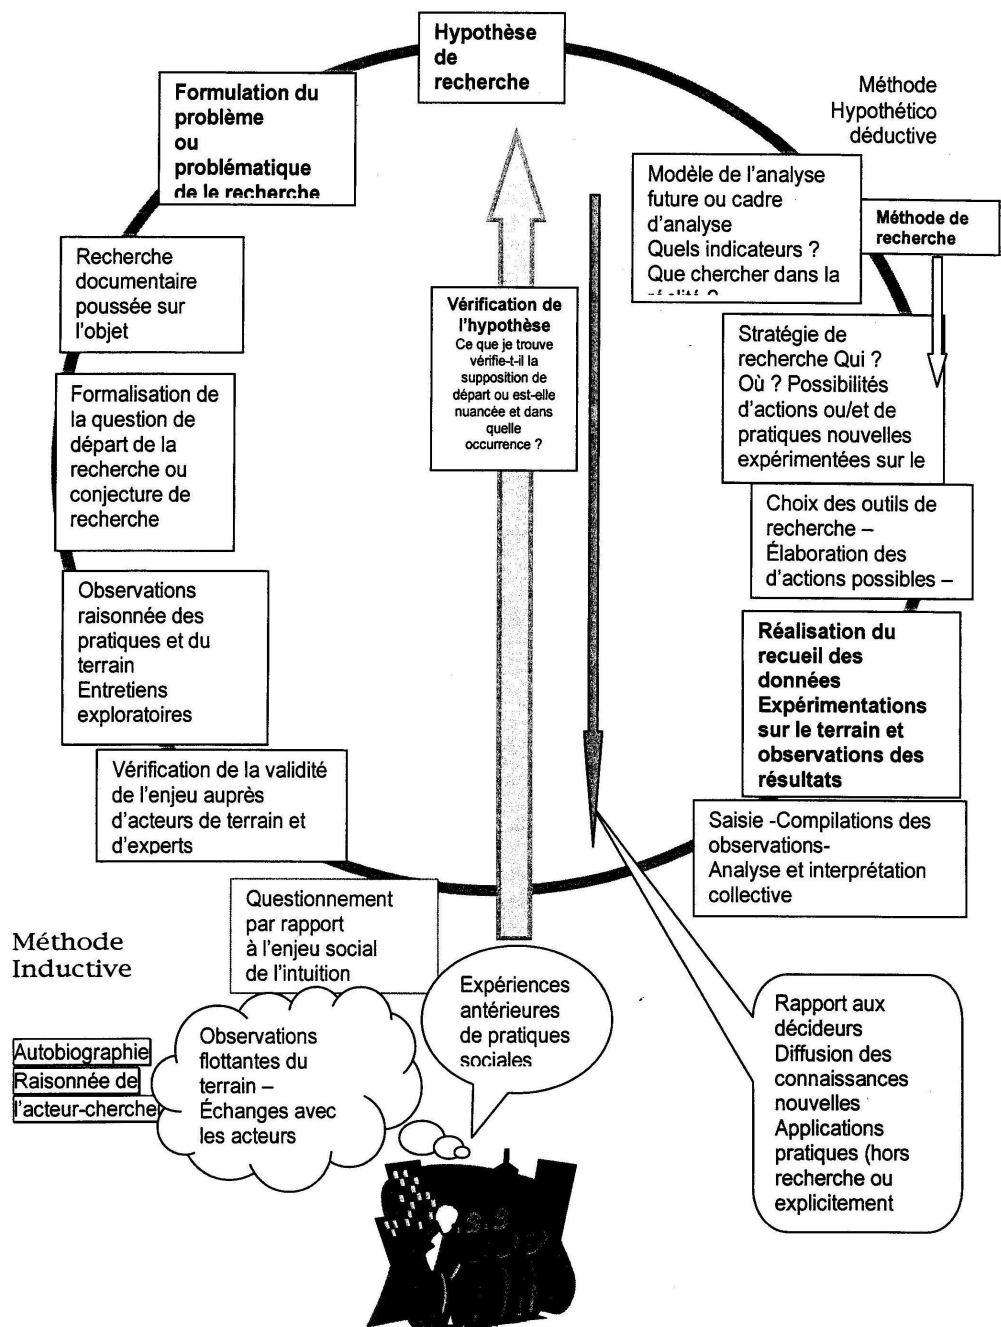 Hypothèse
de
recherche
Formulation du
problème
ou
problématique
de le recherche
Méthode
Hypothético
déductive
Modèle de l'analyse
future ou cadre
d'analyse
Quels indicateurs ?
Que chercher dans la
réalité ?
Méthode de
recherche
Recherche
documentaire
poussée sur
l'objet
Vérification de
l'hypothèse
Ce que je trouve
vérifie-t-il la
supposition de
départ ou est-elle
nuancée et dans
quelle
occurrence ?
Stratégie de
recherche Qui ?
Où ? Possibilités
d'actions ou/et de
pratiques nouvelles
expérimentées sur le
Formalisation de
la question de
départ de la
recherche ou
conjecture de
recherche
Choix des outils de
recherche –
Élaboration des
d'actions possibles –
Observations
raisonnée des
pratiques et du
terrain
Entretiens
exploratoires
Réalisation du
recueil des
données
Expérimentations
sur le terrain et
observations des
résultats
Vérification de la validité
de l'enjeu auprès
d'acteurs de terrain et
d'experts
Saisie -Compilations des
observations-
Analyse et interprétation
collective
Questionnement
par rapport
à l'enjeu social
de l'intuition
Méthode
Inductive
Expériences
antérieures
de pratiques
sociales
Rapport aux
décideurs
Diffusion des
connaissances
nouvelles
Applications
pratiques (hors
recherche ou
explicitement
Observations
flottantes du
terrain –
Échanges avec
les acteurs
Autobiographie
Raisonnée de
l'acteur-cherche